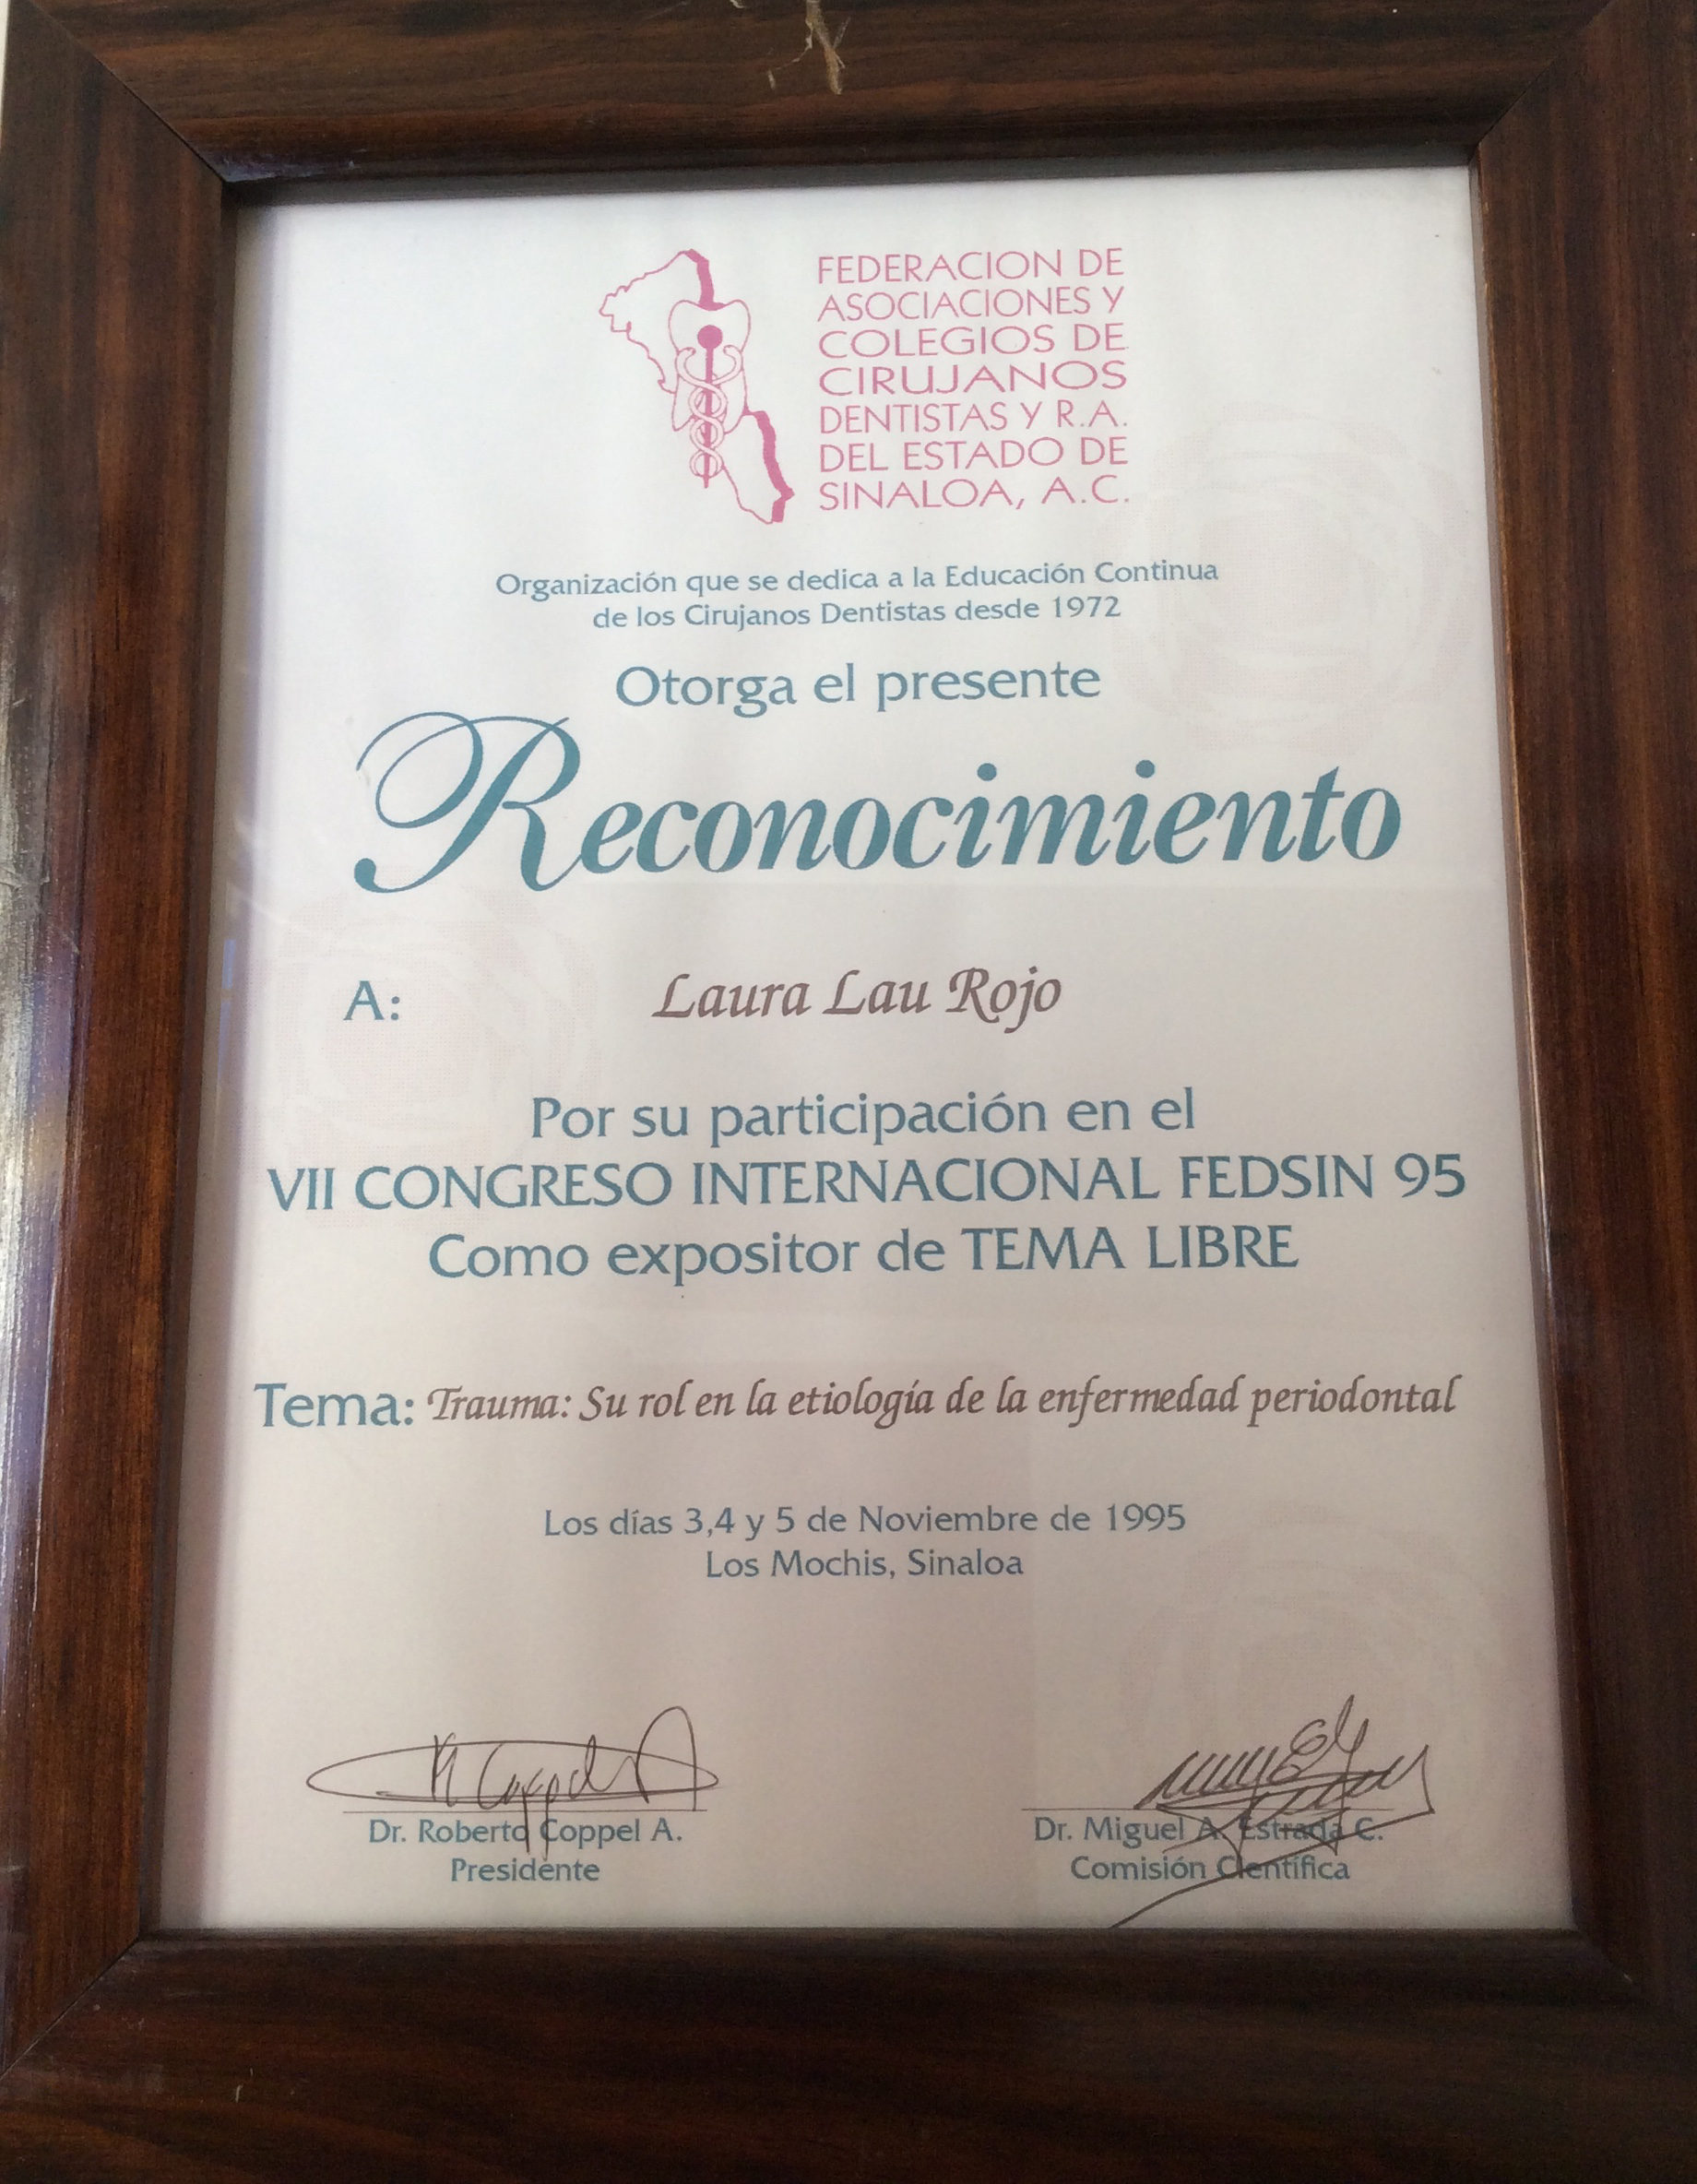 FEDERACION DE
ASOCIACIONES Y
COLEGIOS DE
CIRUJANOS
DENTISTAS Y R.A.
DEL ESTADO DE
SINALOA, A.C.
Organización que se dedica a la Educación Continua
de los Cirujanos Dentistas desde 1972
Otorga el presente
Reconocimiento
A: Laura Lau Rojo
Por su participación en el
VII CONGRESO INTERNACIONAL FEDSIN 95
Como expositor de TEMA LIBRE
Tema: Trauma: Su rol en la etiología de la enfermedad periodontal
Los días 3,4 y 5 de Noviembre de 1995
Los Mochis, Sinaloa
Dr. Roberto Coppel A.
Presidente
Dr. Miguel A. Estrada C.
Comisión Científica